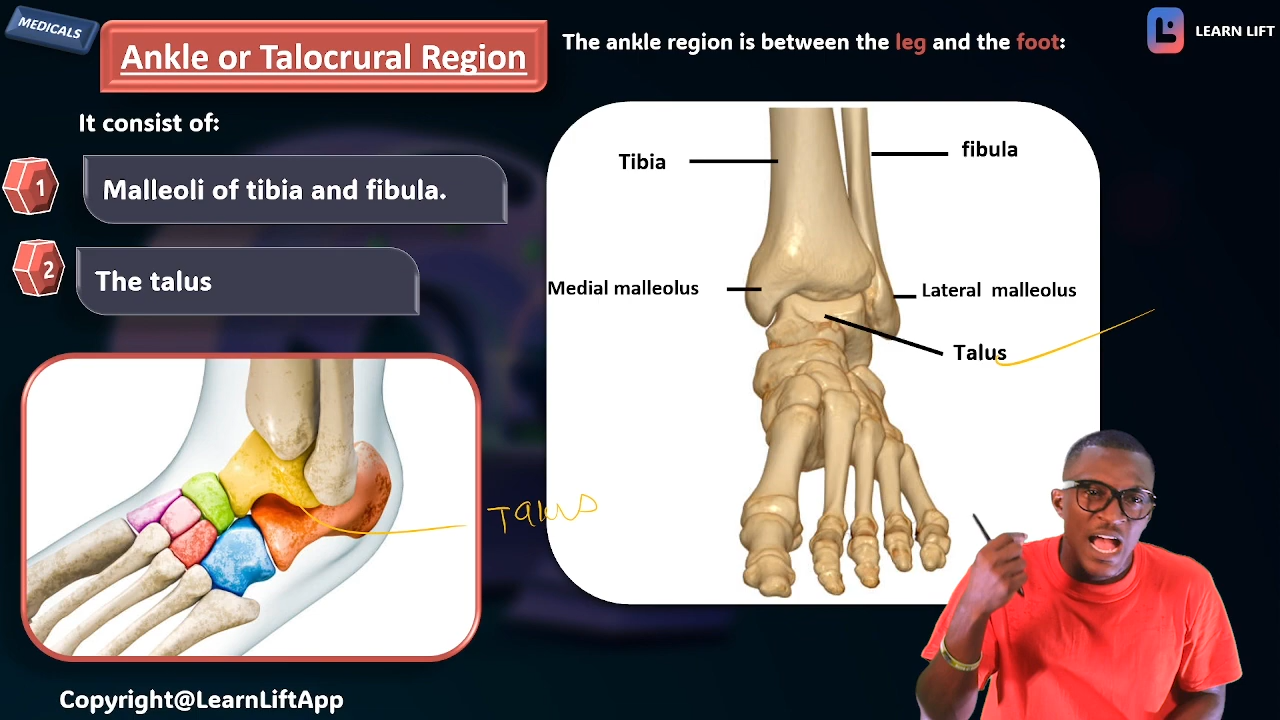 MEDICALS
Ankle or Talocrural Region
The ankle region is between the leg and the foot:
LEARN LIFT
It consist of:
1
Malleoli of tibia and fibula.
2
The talus
Tibia
fibula
Medial malleolus
Lateral malleolus
Talus
Talus
Copyright@LearnLiftApp